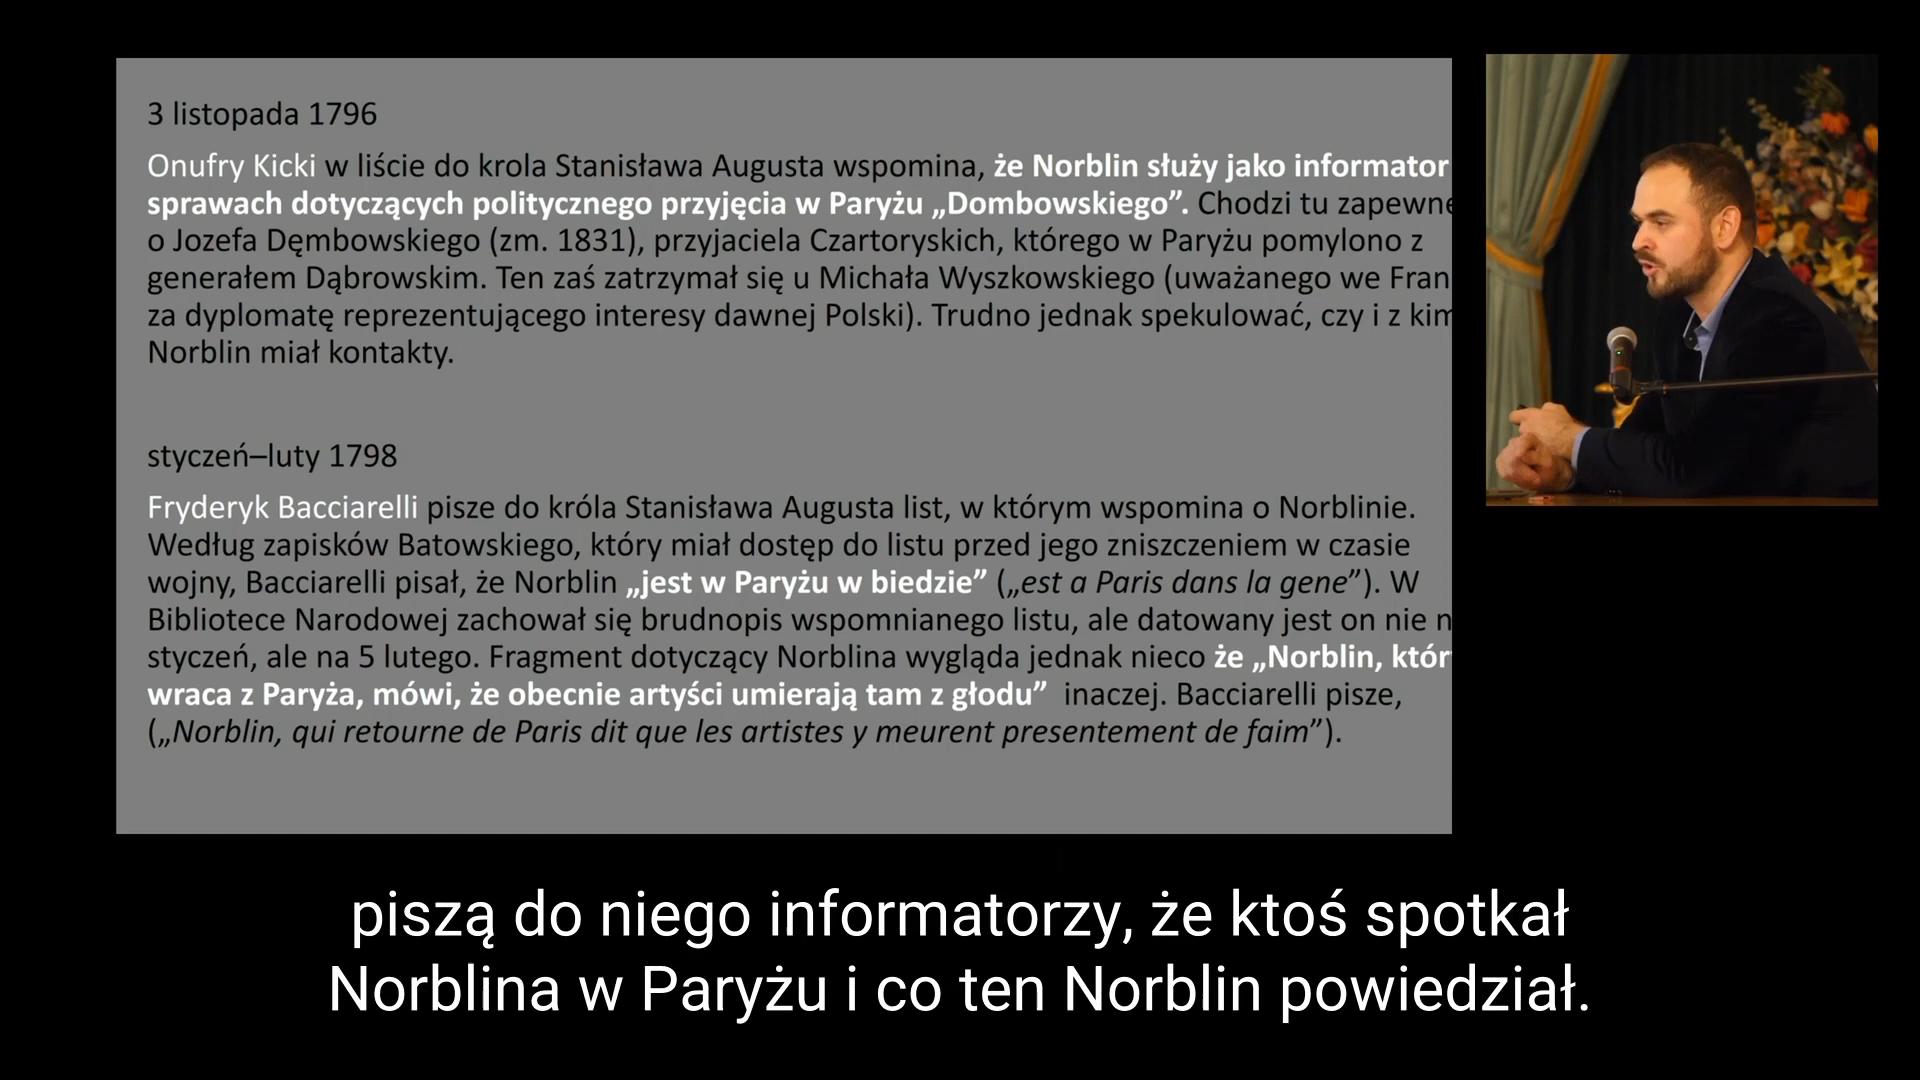 3 listopada 1796
Onufry Kicki w liście do krola Stanisława Augusta wspomina, że Norblin służy jako informator
sprawach dotyczących politycznego przyjęcia w Paryżu „Dombowskiego”. Chodzi tu zapewne
o Jozefa Dęmbowskiego (zm. 1831), przyjaciela Czartoryskich, którego w Paryżu pomylono z
generałem Dąbrowskim. Ten zaś zatrzymał się u Michała Wyszkowskiego (uważanego we Fran
za dyplomatę reprezentującego interesy dawnej Polski). Trudno jednak spekulować, czy i z kim
Norblin miał kontakty.
styczeń–luty 1798
Fryderyk Bacciarelli pisze do króla Stanisława Augusta list, w którym wspomina o Norblinie.
Według zapisków Batowskiego, który miał dostęp do listu przed jego zniszczeniem w czasie
wojny, Bacciarelli pisał, że Norblin „jest w Paryżu w biedzie” („est a Paris dans la gene”). W
Bibliotece Narodowej zachował się brudnopis wspomnianego listu, ale datowany jest on nie n
styczeń, ale na 5 lutego. Fragment dotyczący Norblina wygląda jednak nieco że „Norblin, któr
wraca z Paryża, mówi, że obecnie artyści umierają tam z głodu” inaczej. Bacciarelli pisze,
(„Norblin, qui retourne de Paris dit que les artistes y meurent presentement de faim”).
piszą do niego informatorzy, że ktoś spotkał
Norblina w Paryżu i co ten Norblin powiedział.